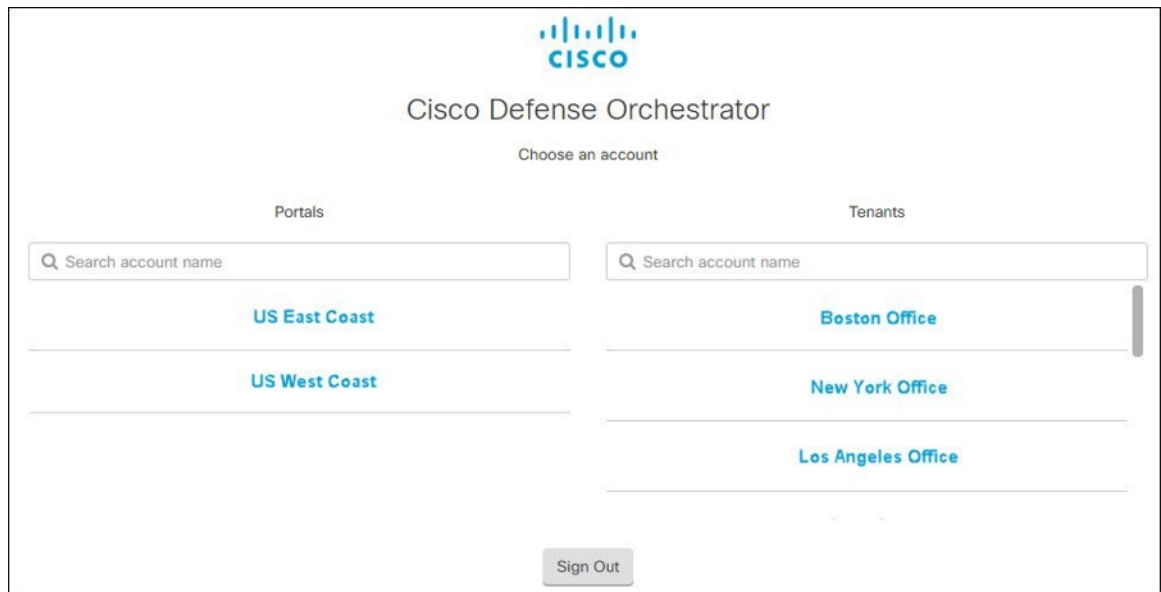 CISCO
Cisco Defense Orchestrator
Choose an account
Portals
Tenants
Search account name
Search account name
US East Coast
Boston Office
US West Coast
New York Office
Los Angeles Office
Sign Out